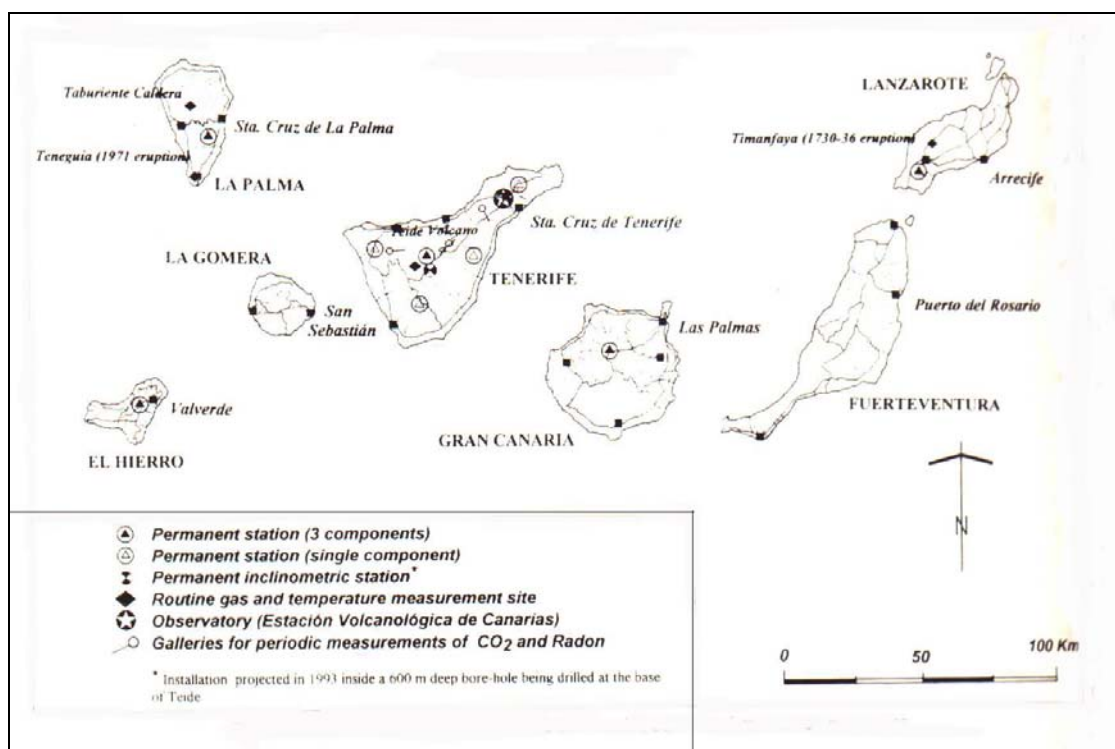 Taburiente Caldera
Sta. Cruz de La Palma
Teneguía (1971 eruption)
LA PALMA
LANZAROTE
Timanfaya (1730-36 eruption)
Arrecife
Teide Volcano
Sta. Cruz de Tenerife
TENERIFE
LA GOMERA
San
Sebastián
Las Palmas
Puerto del Rosario
Valverde
EL HIERRO
GRAN CANARIA
FUERTEVENTURA
N
Permanent station (3 components)
Permanent station (single component)
Permanent inclinometric station*
Routine gas and temperature measurement site
Observatory (Estación Volcanológica de Canarias)
Galleries for periodic measurements of CO2 and Radon
* Installation projected in 1993 inside a 600 m deep bore-hole being drilled at the base
of Teide
0 50 100 Km